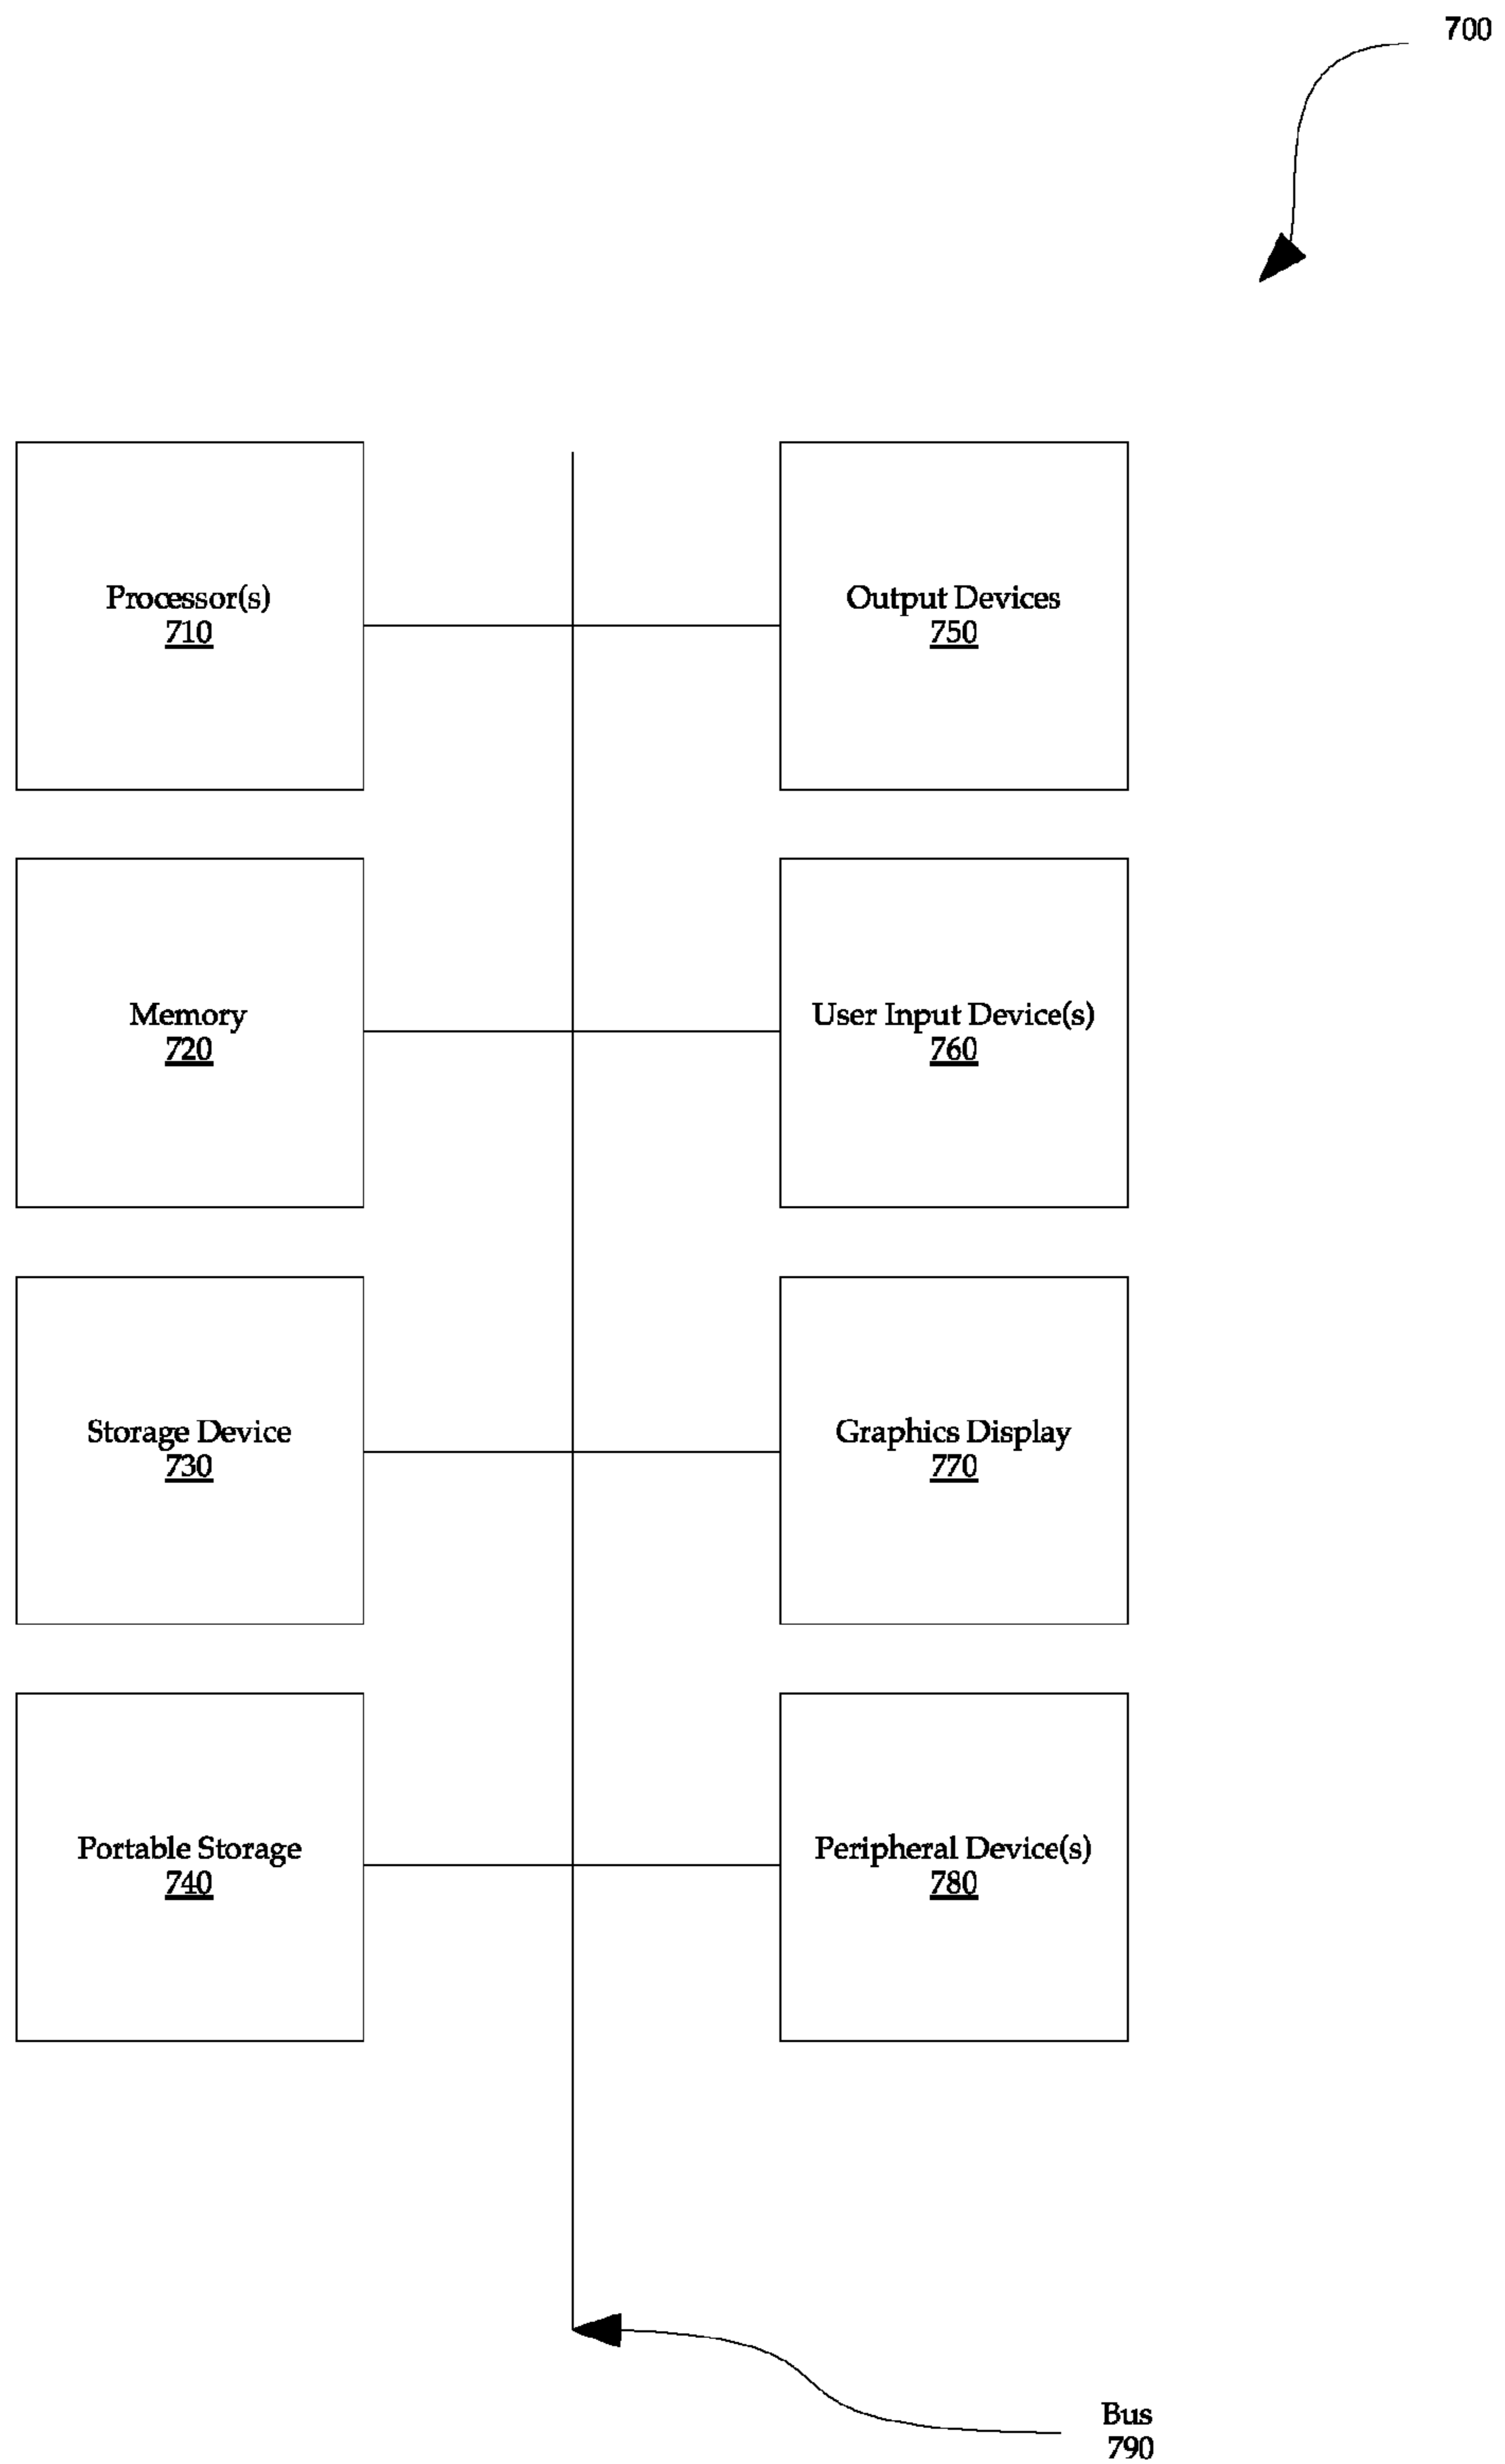 700
Processor(s)
710
Output Devices
750
Memory
720
User Input Device(s)
760
Storage Device
730
Graphics Display
770
Portable Storage
740
Peripheral Device(s)
780
Bus
790